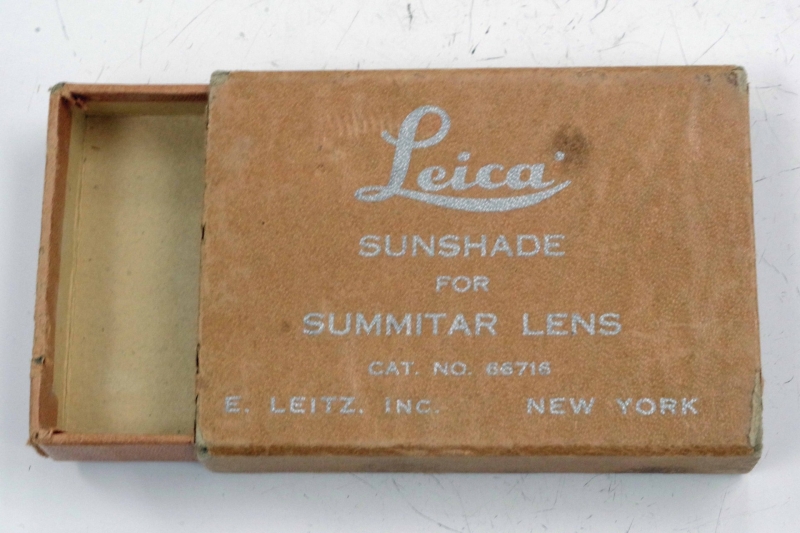 Leica
SUNSHADE
FOR
SUMMITAR LENS
CAT. NO. 66716
E. LEITZ, INC. NEW YORK